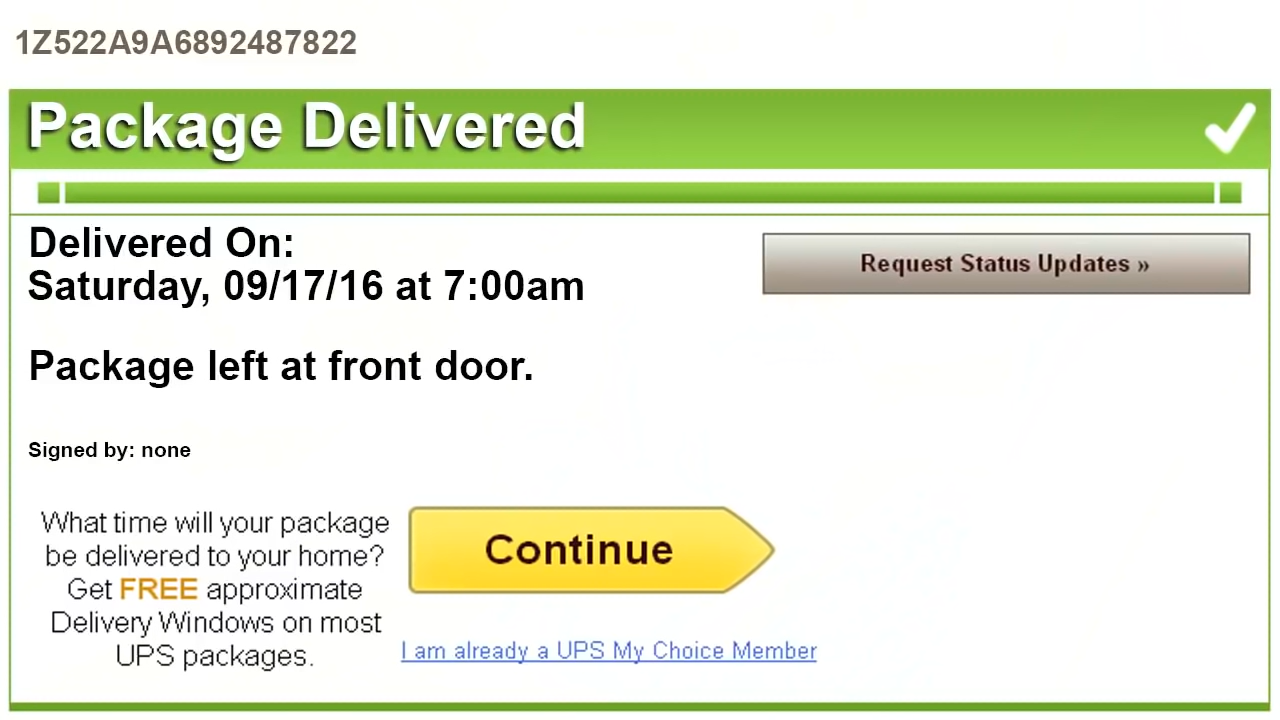 1Z522A9A6892487822
Package Delivered
Delivered On:
Saturday, 09/17/16 at 7:00am
Request Status Updates »
Package left at front door.
Signed by: none
What time will your package
be delivered to your home?
Get FREE approximate
Delivery Windows on most
UPS packages.
Continue
I am already a UPS My Choice Member